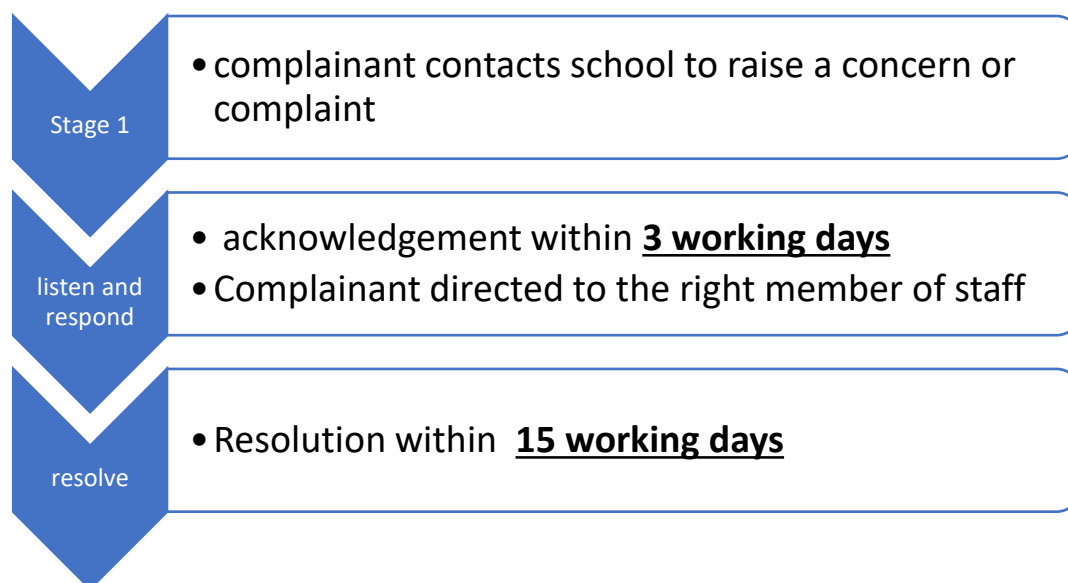 Stage 1
• complainant contacts school to raise a concern or
complaint
listen and
respond
• acknowledgement within 3 working days
• Complainant directed to the right member of staff
resolve
• Resolution within 15 working days